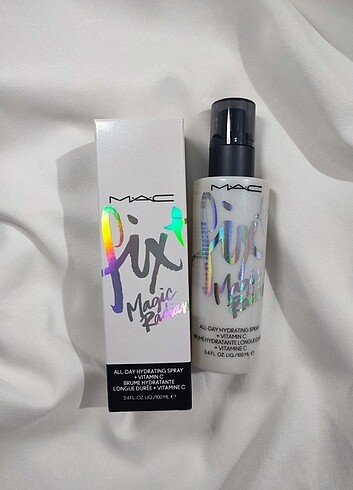 MAC
fix+
Magic
Radian
ALL-DAY HYDRATING SPRAY
+ VITAMIN C
BRUME HYDRATANTE
LONGUE DURÉE + VITAMINE C
3.4 FL. OZ. LIQ./100 ML ℮
MAC
fix
Magic
Radian
ALL-DAY HYDRATING SPRAY
+ VITAMIN C
BRUME HYDRATANTE LONGUE DURÉE
+ VITAMINE C
3.4 FL. OZ. LIQ./100 ML ℮